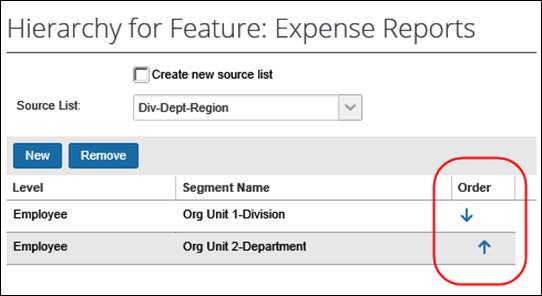 Hierarchy for Feature: Expense Reports
Create new source list
Source List: Div-Dept-Region
New Remove
Level Segment Name Order
Employee Org Unit 1-Division
Employee Org Unit 2-Department